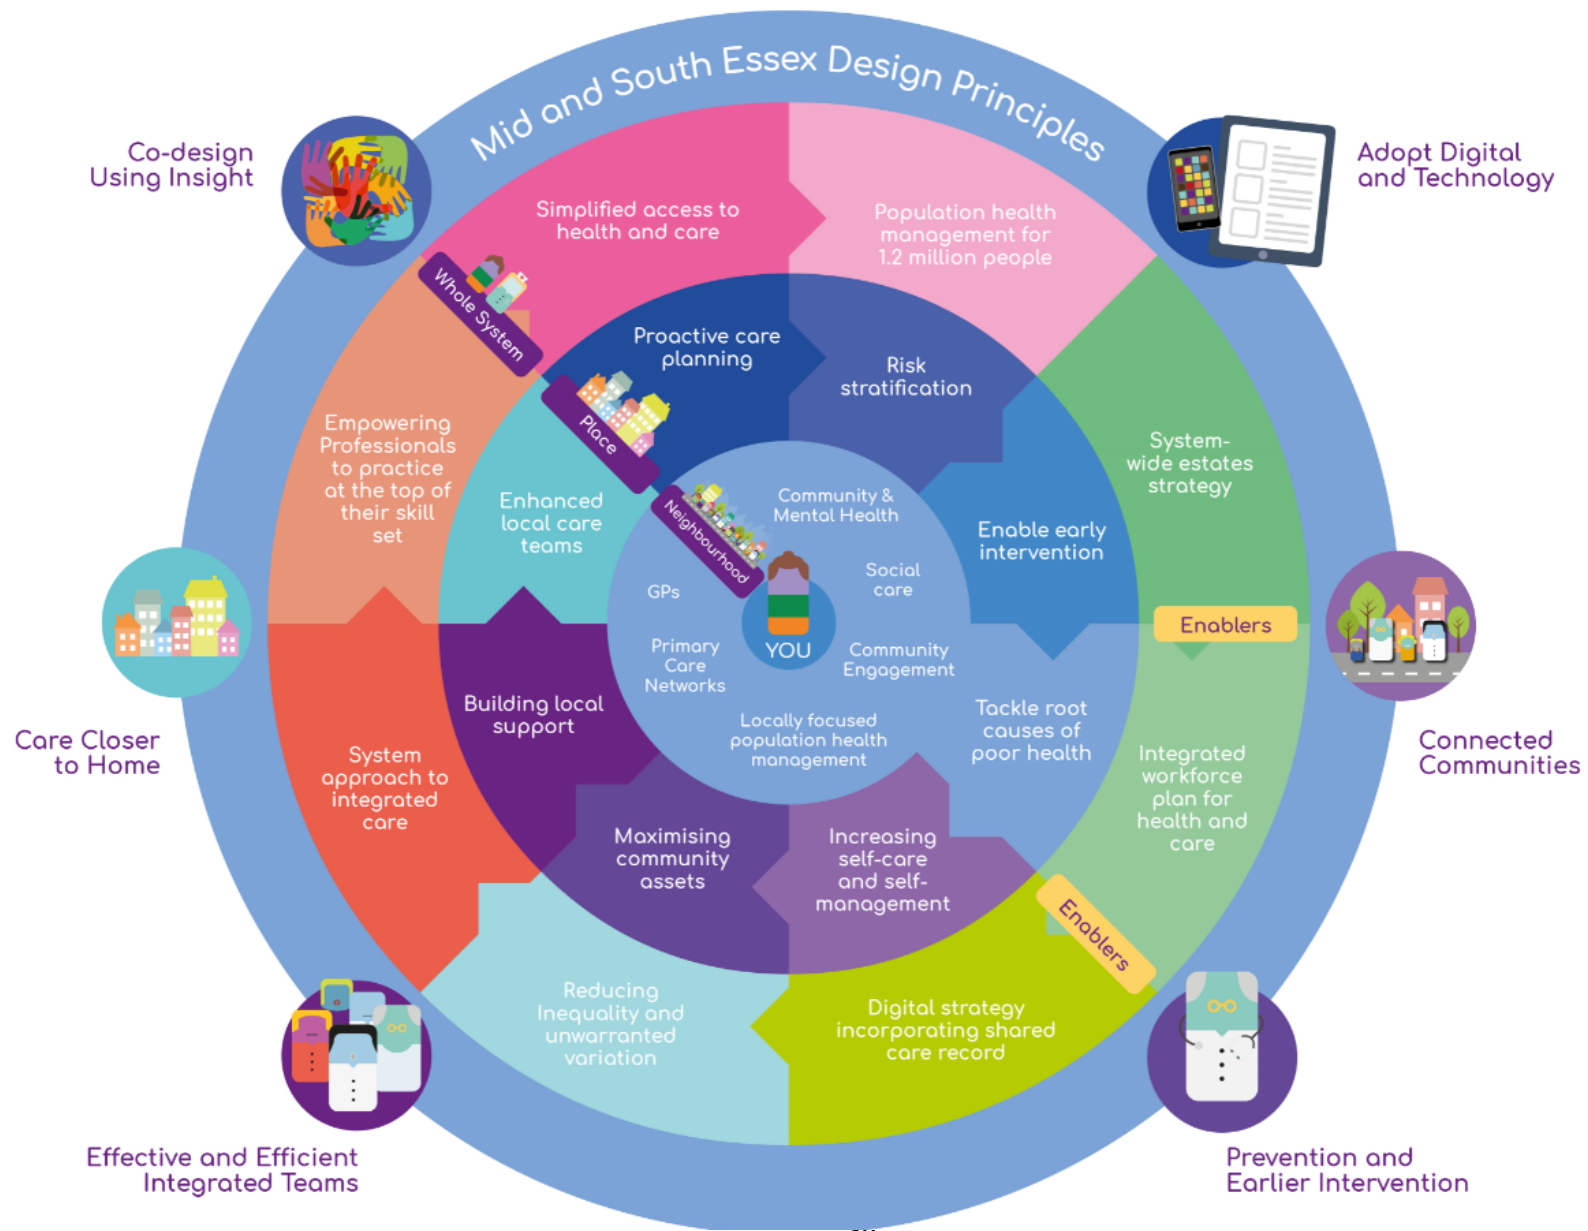 Mid and South Essex Design Principles
Co-design
Using Insight
Adopt Digital
and Technology
Simplified access to
health and care
Population health
management for
1.2 million people
Whole System
Proactive care
planning
Risk
stratification
Place
Empowering
Professionals
to practice
at the top of
their skill
set
System-
wide estates
strategy
Enhanced
local care
teams
Neighbourhood
Community &
Mental Health
Enable early
intervention
GPs
Social
care
YOU
Enablers
Primary
Care
Networks
Community
Engagement
Building local
support
Locally focused
population health
management
Tackle root
causes of
poor health
Care Closer
to Home
Connected
Communities
System
approach to
integrated
care
Integrated
workforce
plan for
health and
care
Maximising
community
assets
Increasing
self-care
and self-
management
Enablers
Reducing
Inequality and
unwarranted
variation
Digital strategy
incorporating shared
care record
Effective and Efficient
Integrated Teams
Prevention and
Earlier Intervention